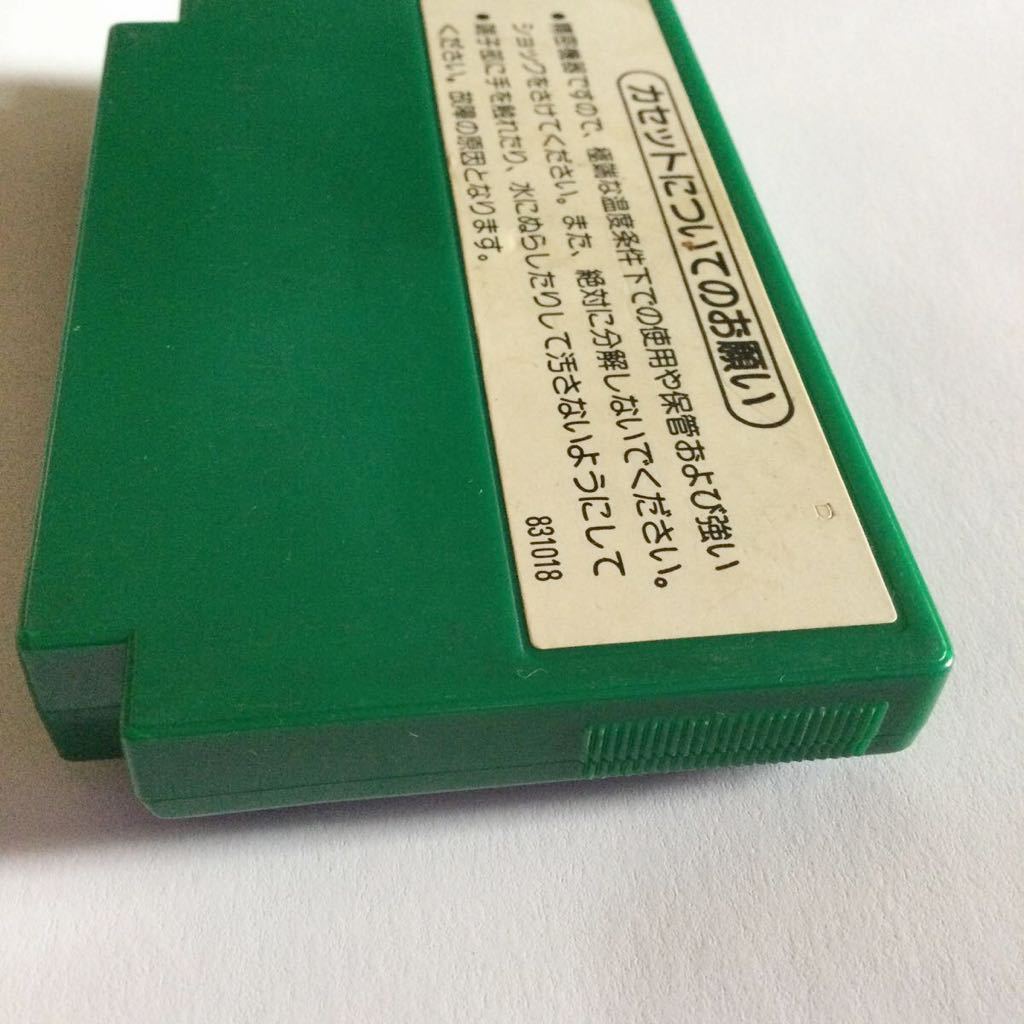 カセットについてのお願い
●精密機器ですので、極端な温度条件下での使用や保管および強い
ショックをさけてください。また、絶対に分解しないでください。
●端子部に手を触れたり、水にぬらしたりして汚さないようにして
ください。故障の原因となります。
831018
D